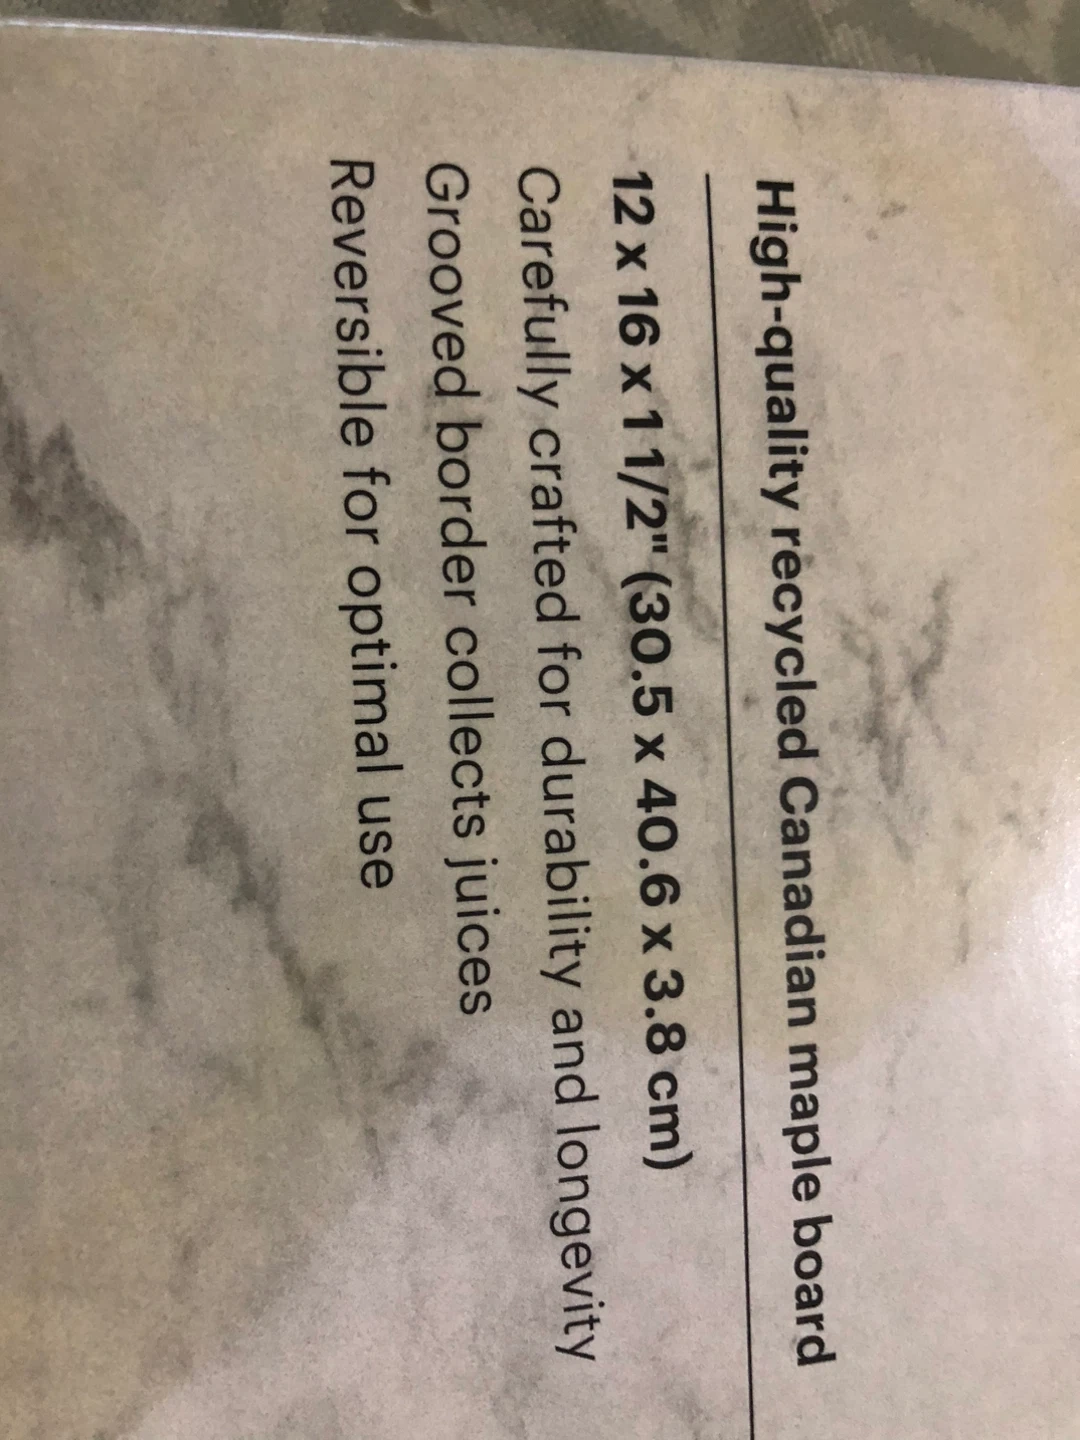 High-quality recycled Canadian maple board
12 x 16 x 1 1/2" (30.5 x 40.6 x 3.8 cm)
Carefully crafted for durability and longevity
Grooved border collects juices
Reversible for optimal use